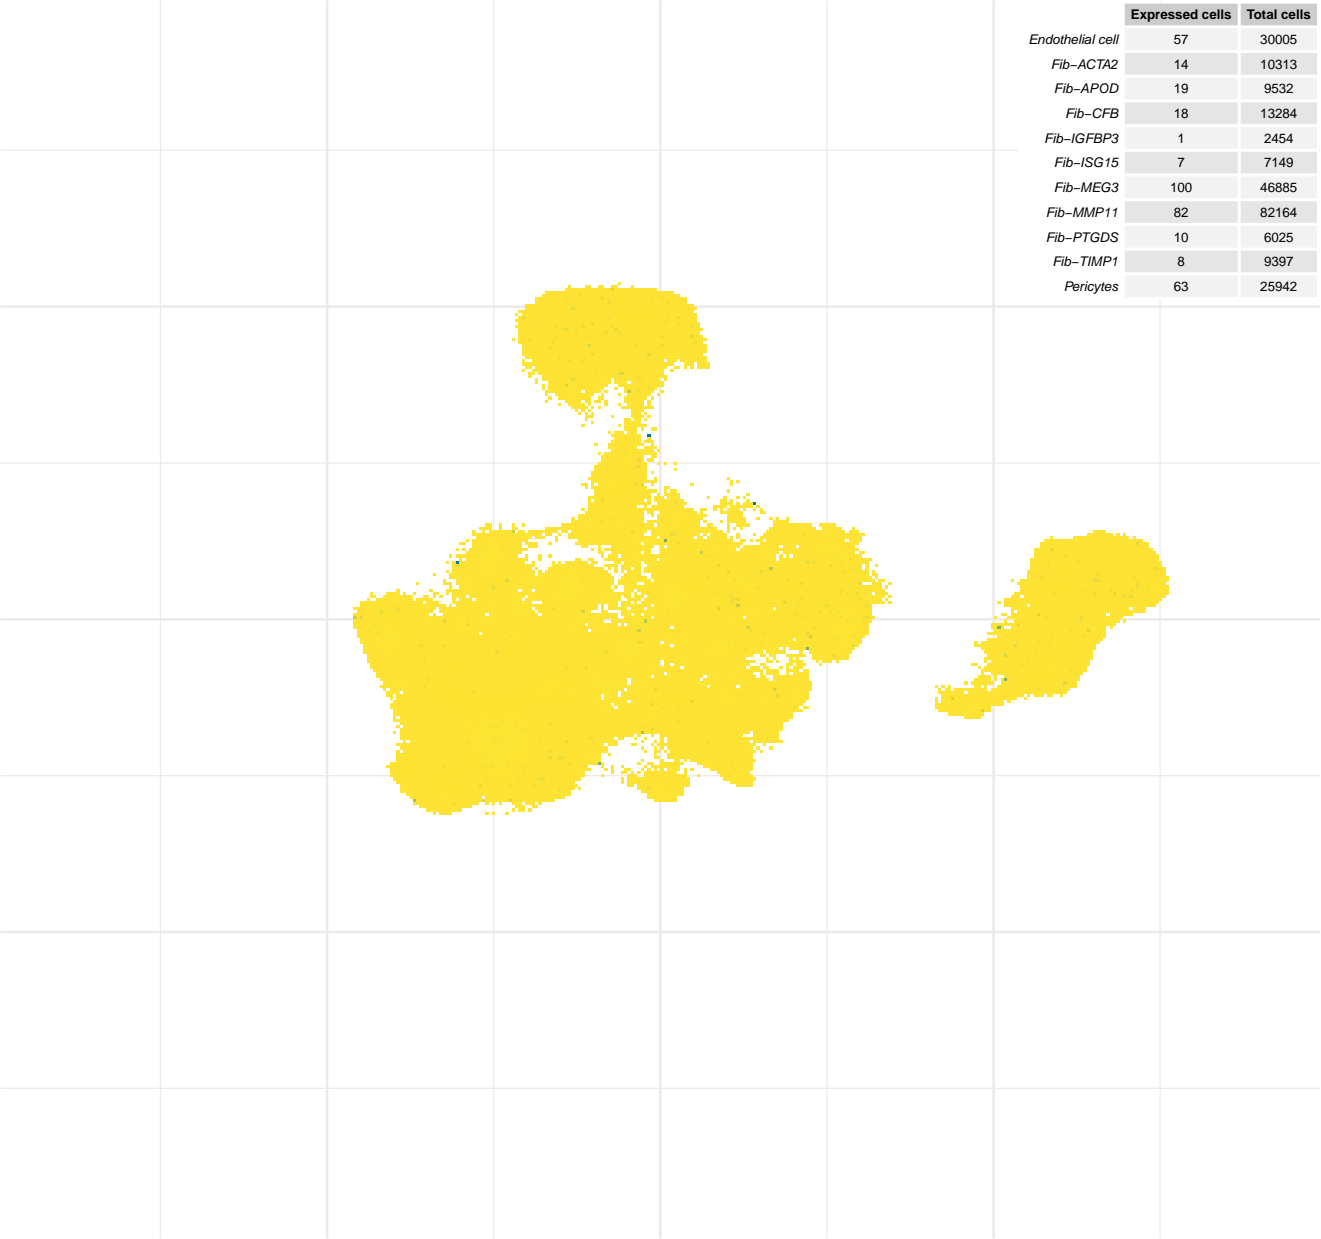 Expressed cells Total cells
Endothelial cell 57 30005
Fib−ACTA2 14 10313
Fib−APOD 19 9532
Fib−CFB 18 13284
Fib−IGFBP3 1 2454
Fib−ISG15 7 7149
Fib−MEG3 100 46885
Fib−MMP11 82 82164
Fib−PTGDS 10 6025
Fib−TIMP1 8 9397
Pericytes 63 25942